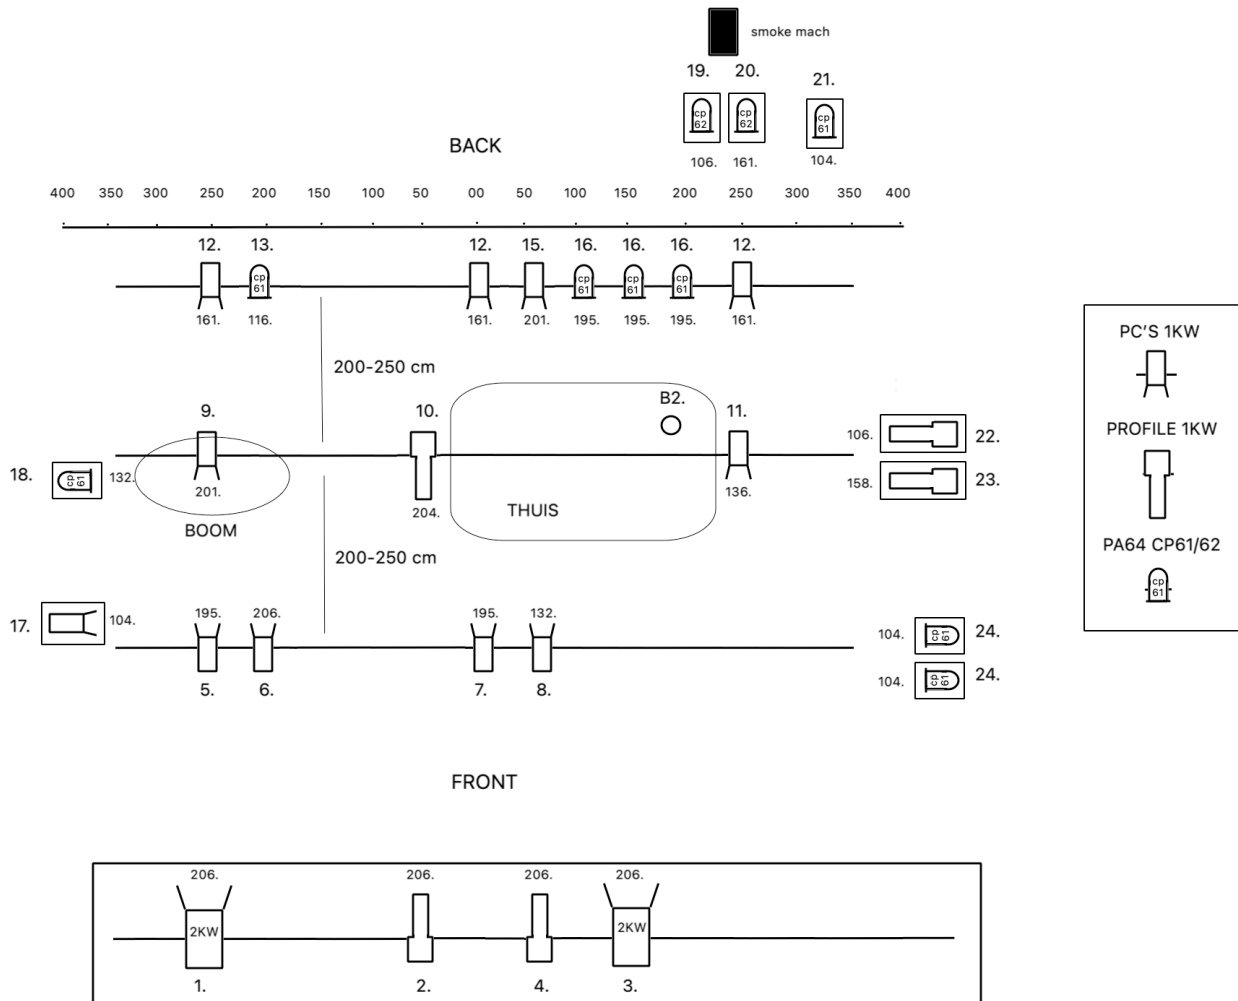 smoke mach
19. 20. 21.
cp 62 cp 62 cp 61
106. 161. 104.
BACK
400 350 300 250 200 150 100 50 00 50 100 150 200 250 300 350 400
12. 13. 12. 15. 16. 16. 16. 12.
cp 61 cp 61 cp 61 cp 61
161. 116. 161. 201. 195. 195. 195. 161.
200-250 cm
9. 10. B2. 11.
106. 22.
18. cp 61 132. 201. 204. 136. 158. 23.
BOOM THUIS
200-250 cm
17. 104. 195. 206. 195. 132. 104. cp 61 24.
5. 6. 7. 8. 104. cp 61 24.
FRONT
206. 206. 206. 206.
2KW 2KW
1. 2. 4. 3.
PC'S 1KW
PROFILE 1KW
PA64 CP61/62
cp 61